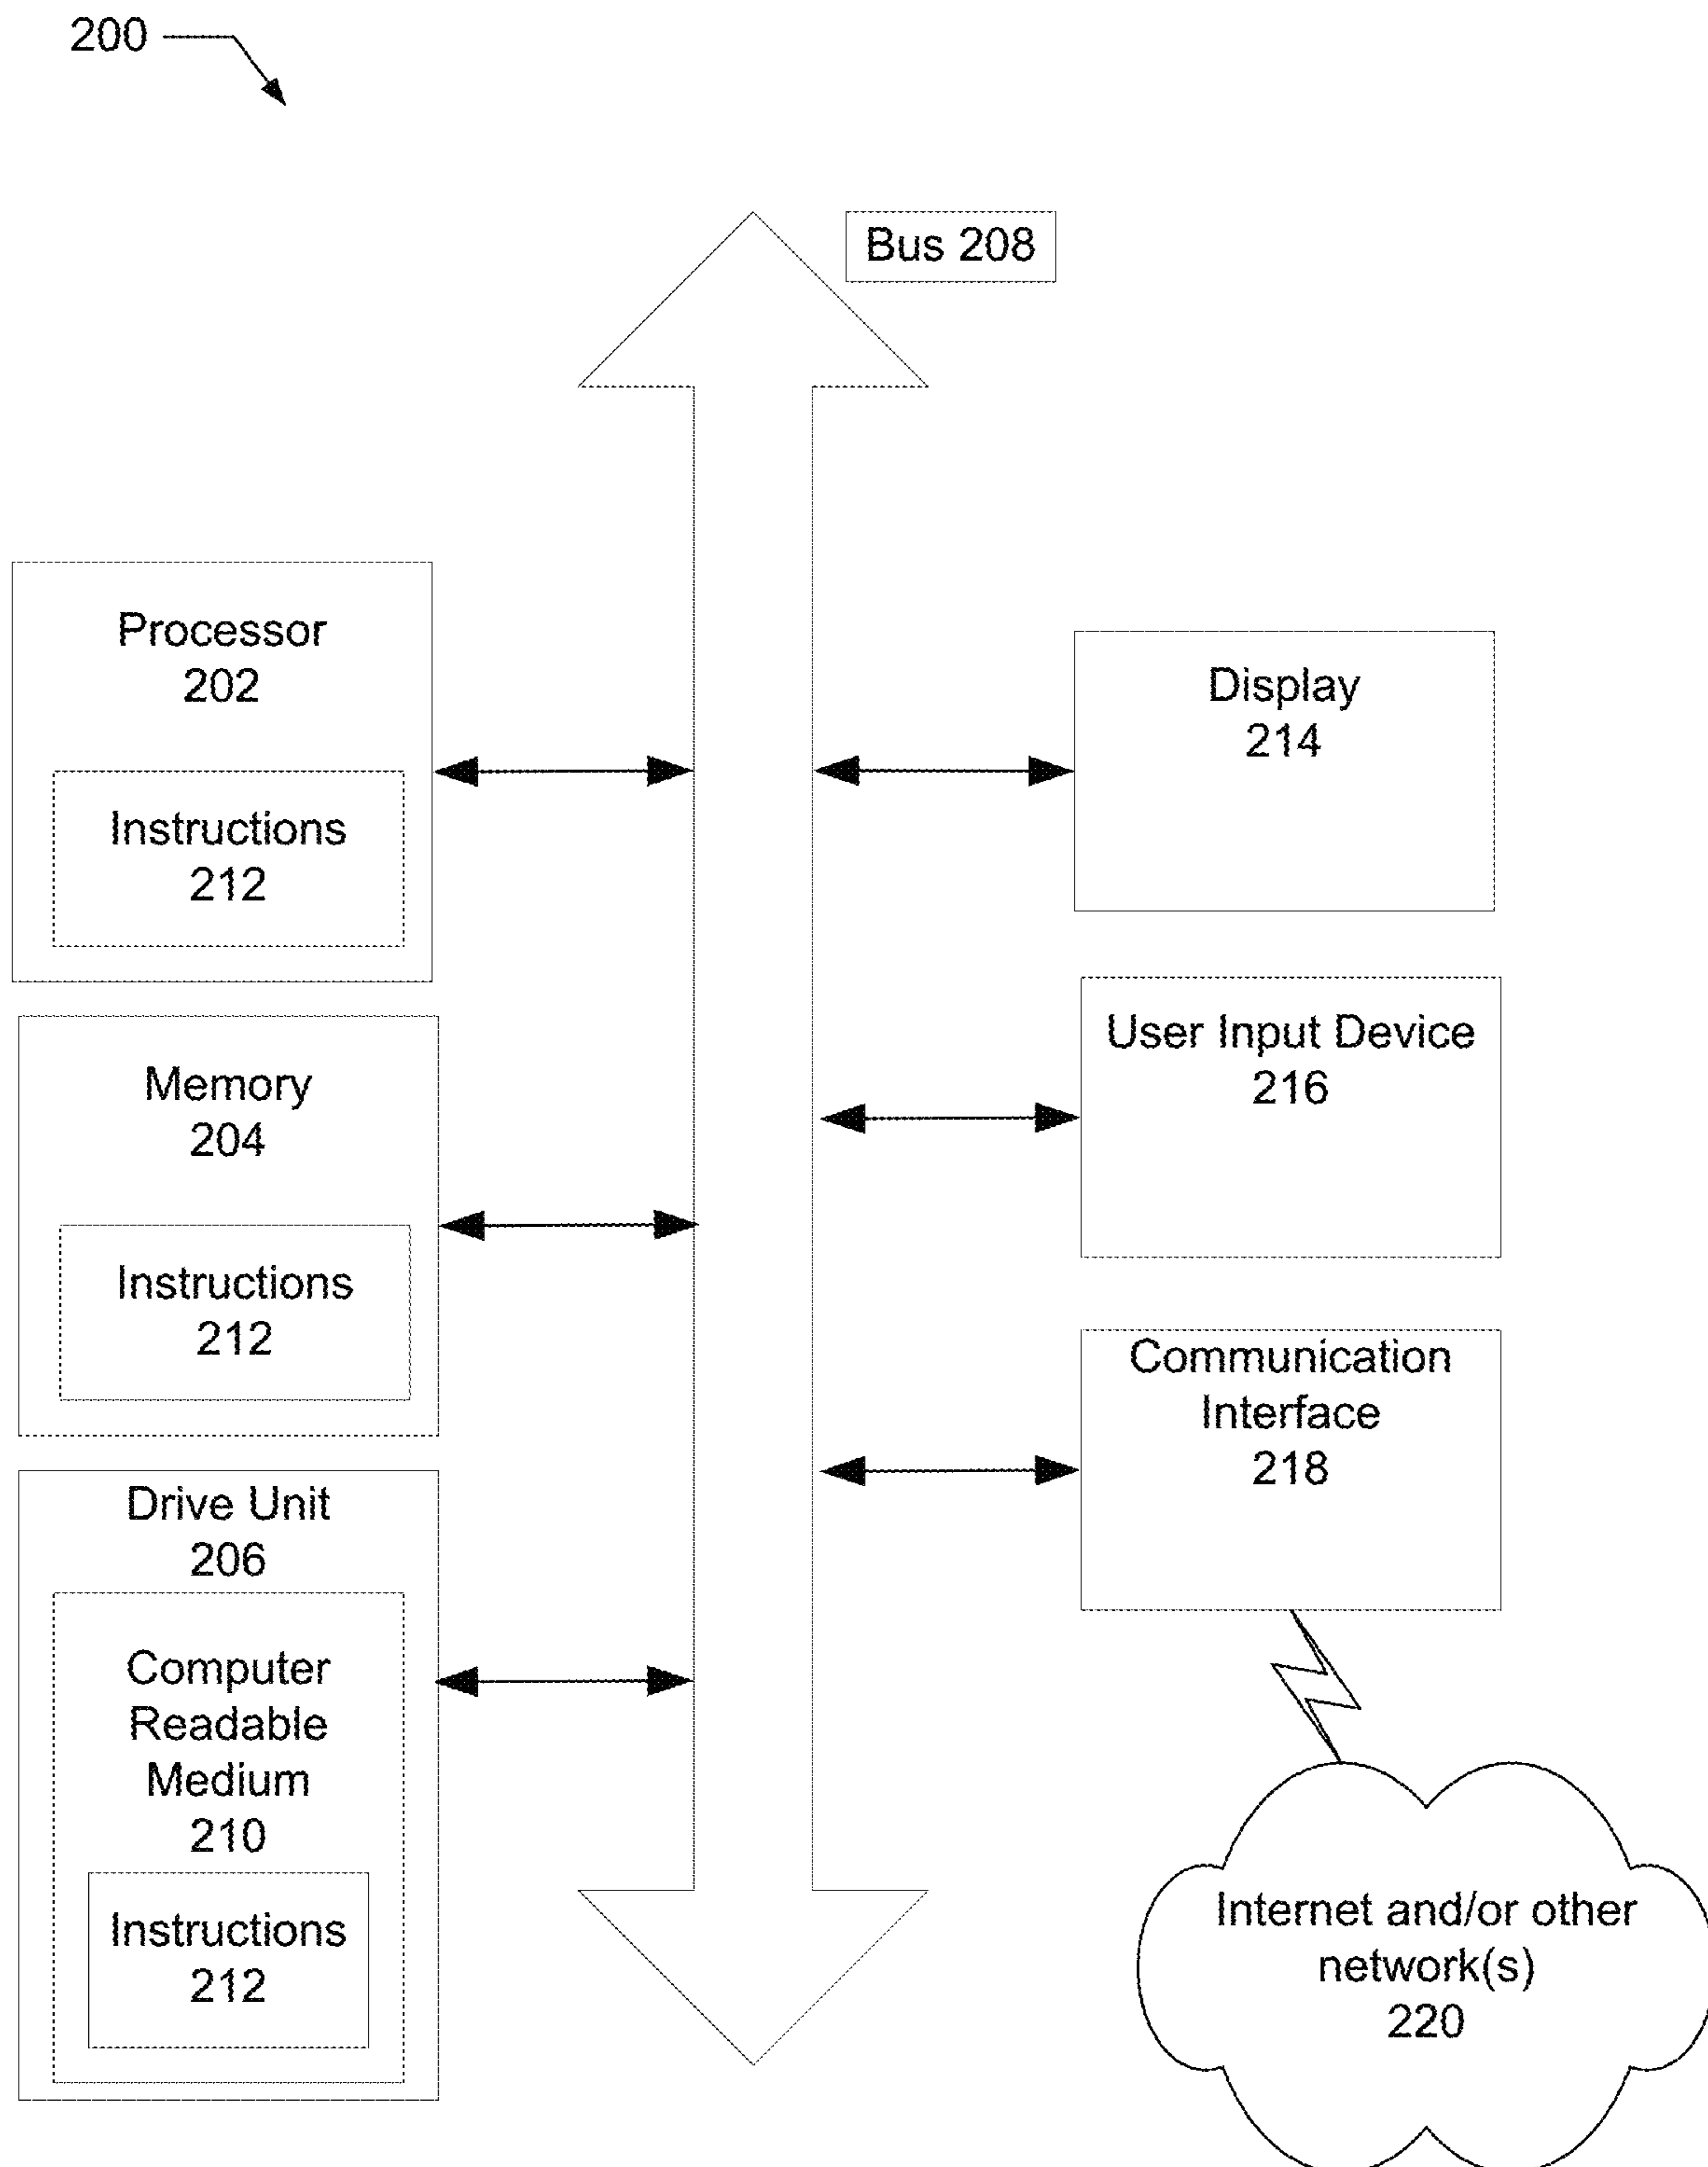 200
Bus 208
Processor
202
Instructions
212
Memory
204
Instructions
212
Drive Unit
206
Computer
Readable
Medium
210
Instructions
212
Display
214
User Input Device
216
Communication
Interface
218
Internet and/or other
network(s)
220